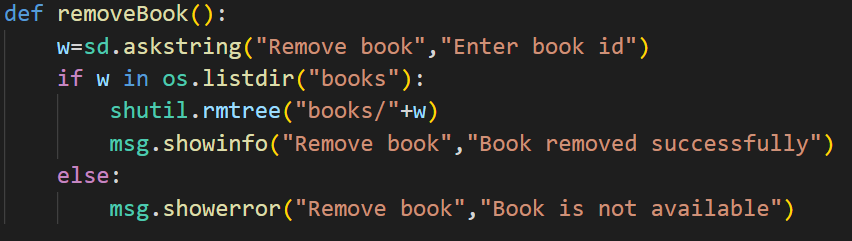 def removeBook():
    w=sd.askstring("Remove book","Enter book id")
    if w in os.listdir("books"):
        shutil.rmtree("books/"+w)
        msg.showinfo("Remove book","Book removed successfully")
    else:
        msg.showerror("Remove book","Book is not available")